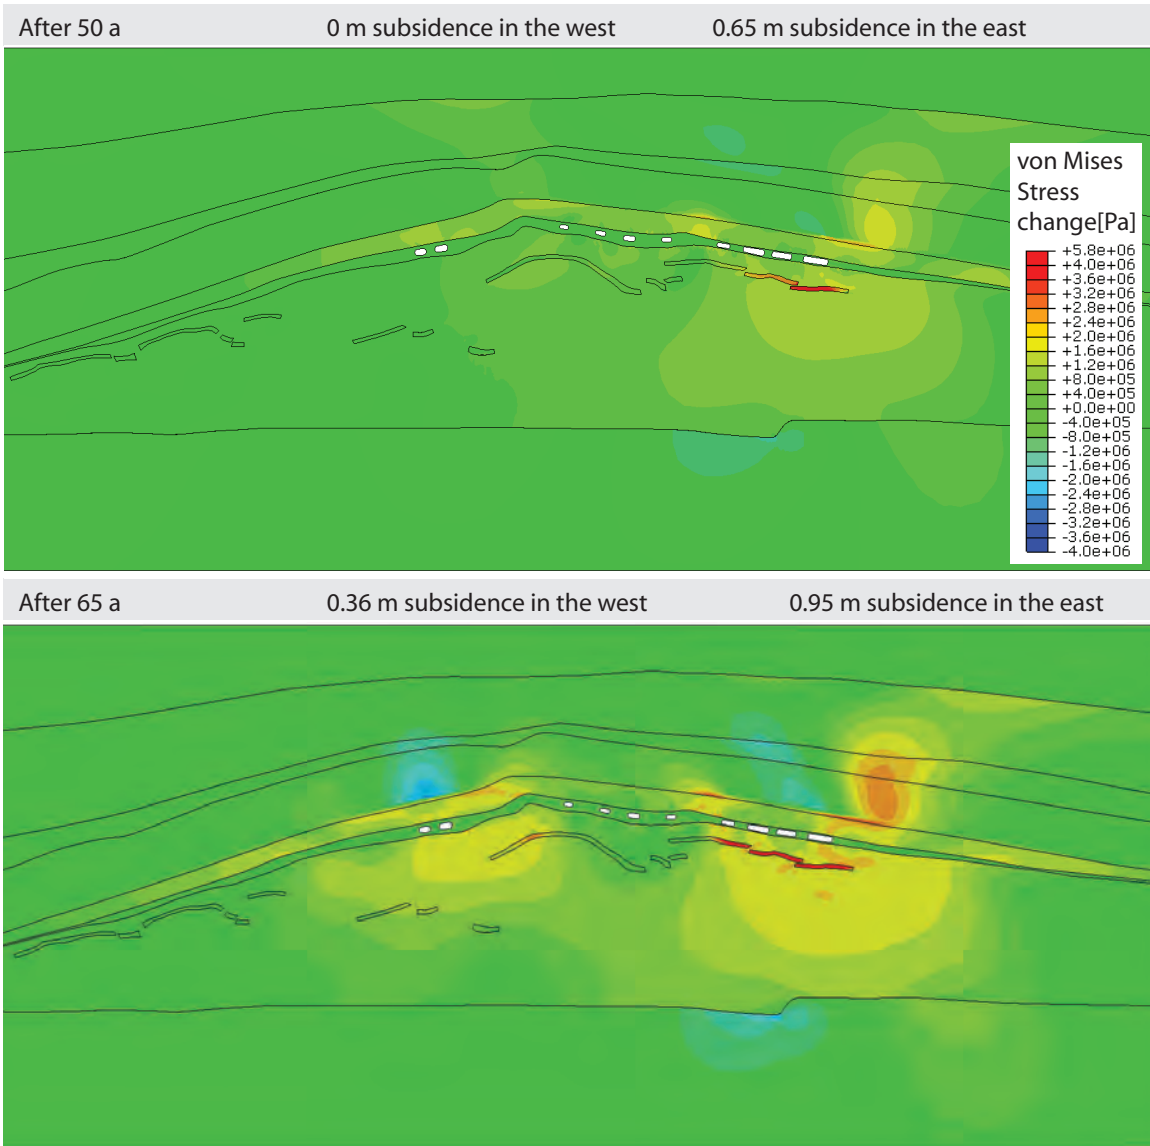 After 50 a 0 m subsidence in the west 0.65 m subsidence in the east
von Mises
Stress
change[Pa]
+5.8e+06
+4.0e+06
+3.6e+06
+3.2e+06
+2.8e+06
+2.4e+06
+2.0e+06
+1.6e+06
+1.2e+06
+8.0e+05
+4.0e+05
+0.0e+00
-4.0e+05
-8.0e+05
-1.2e+06
-1.6e+06
-2.0e+06
-2.4e+06
-2.8e+06
-3.2e+06
-3.6e+06
-4.0e+06
After 65 a 0.36 m subsidence in the west 0.95 m subsidence in the east